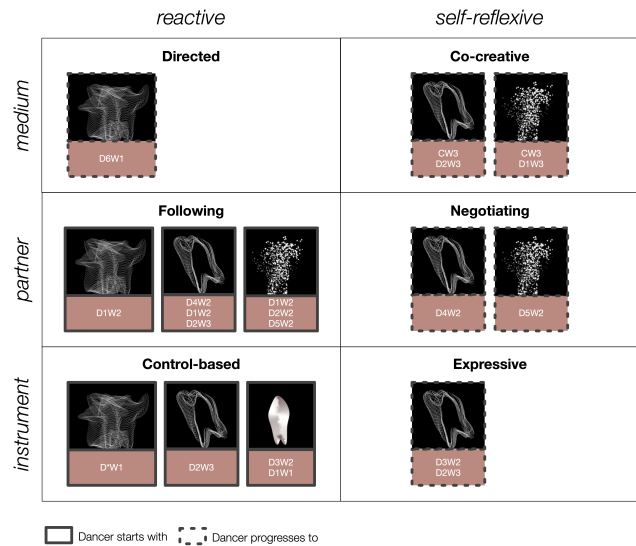 reactive
self-reflexive
medium
Directed
D6W1
Co-creative
CW3
D2W3
CW3
D1W3
partner
Following
D1W2
D4W2
D1W2
D2W3
D1W2
D2W2
D5W2
Negotiating
D4W2
D5W2
instrument
Control-based
D*W1
D2W3
D3W2
D1W1
Expressive
D3W2
D2W3
Dancer starts with
Dancer progresses to